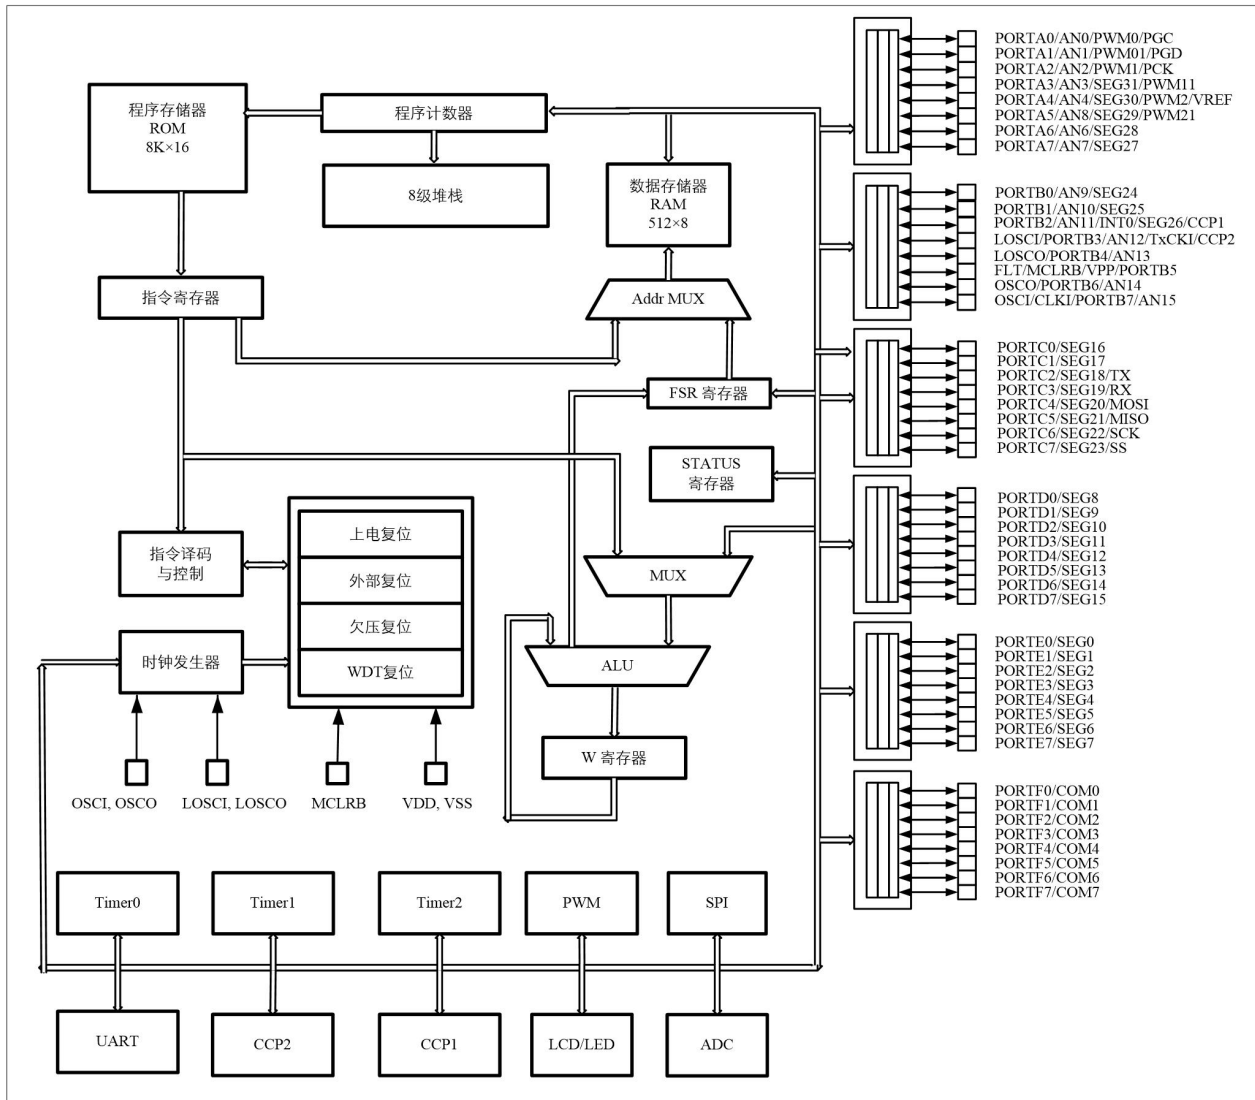 程序存储器
ROM
8K×16
程序计数器
8级堆栈
数据存储器
RAM
512×8
指令寄存器
Addr MUX
FSR 寄存器
STATUS
寄存器
指令译码
与控制
上电复位
外部复位
欠压复位
WDT复位
MUX
时钟发生器
ALU
W 寄存器
OSCI, OSCO
LOSCI, LOSCO
MCLRB
VDD, VSS
Timer0
Timer1
Timer2
PWM
SPI
UART
CCP2
CCP1
LCD/LED
ADC
PORTA0/AN0/PWM0/PGC
PORTA1/AN1/PWM01/PGD
PORTA2/AN2/PWM1/PCK
PORTA3/AN3/SEG31/PWM11
PORTA4/AN4/SEG30/PWM2/VREF
PORTA5/AN8/SEG29/PWM21
PORTA6/AN6/SEG28
PORTA7/AN7/SEG27
PORTB0/AN9/SEG24
PORTB1/AN10/SEG25
PORTB2/AN11/INT0/SEG26/CCP1
LOSCI/PORTB3/AN12/TxCKI/CCP2
LOSCO/PORTB4/AN13
FLT/MCLRB/VPP/PORTB5
OSCO/PORTB6/AN14
OSCI/CLKI/PORTB7/AN15
PORTC0/SEG16
PORTC1/SEG17
PORTC2/SEG18/TX
PORTC3/SEG19/RX
PORTC4/SEG20/MOSI
PORTC5/SEG21/MISO
PORTC6/SEG22/SCK
PORTC7/SEG23/SS
PORTD0/SEG8
PORTD1/SEG9
PORTD2/SEG10
PORTD3/SEG11
PORTD4/SEG12
PORTD5/SEG13
PORTD6/SEG14
PORTD7/SEG15
PORTE0/SEG0
PORTE1/SEG1
PORTE2/SEG2
PORTE3/SEG3
PORTE4/SEG4
PORTE5/SEG5
PORTE6/SEG6
PORTE7/SEG7
PORTF0/COM0
PORTF1/COM1
PORTF2/COM2
PORTF3/COM3
PORTF4/COM4
PORTF5/COM5
PORTF6/COM6
PORTF7/COM7